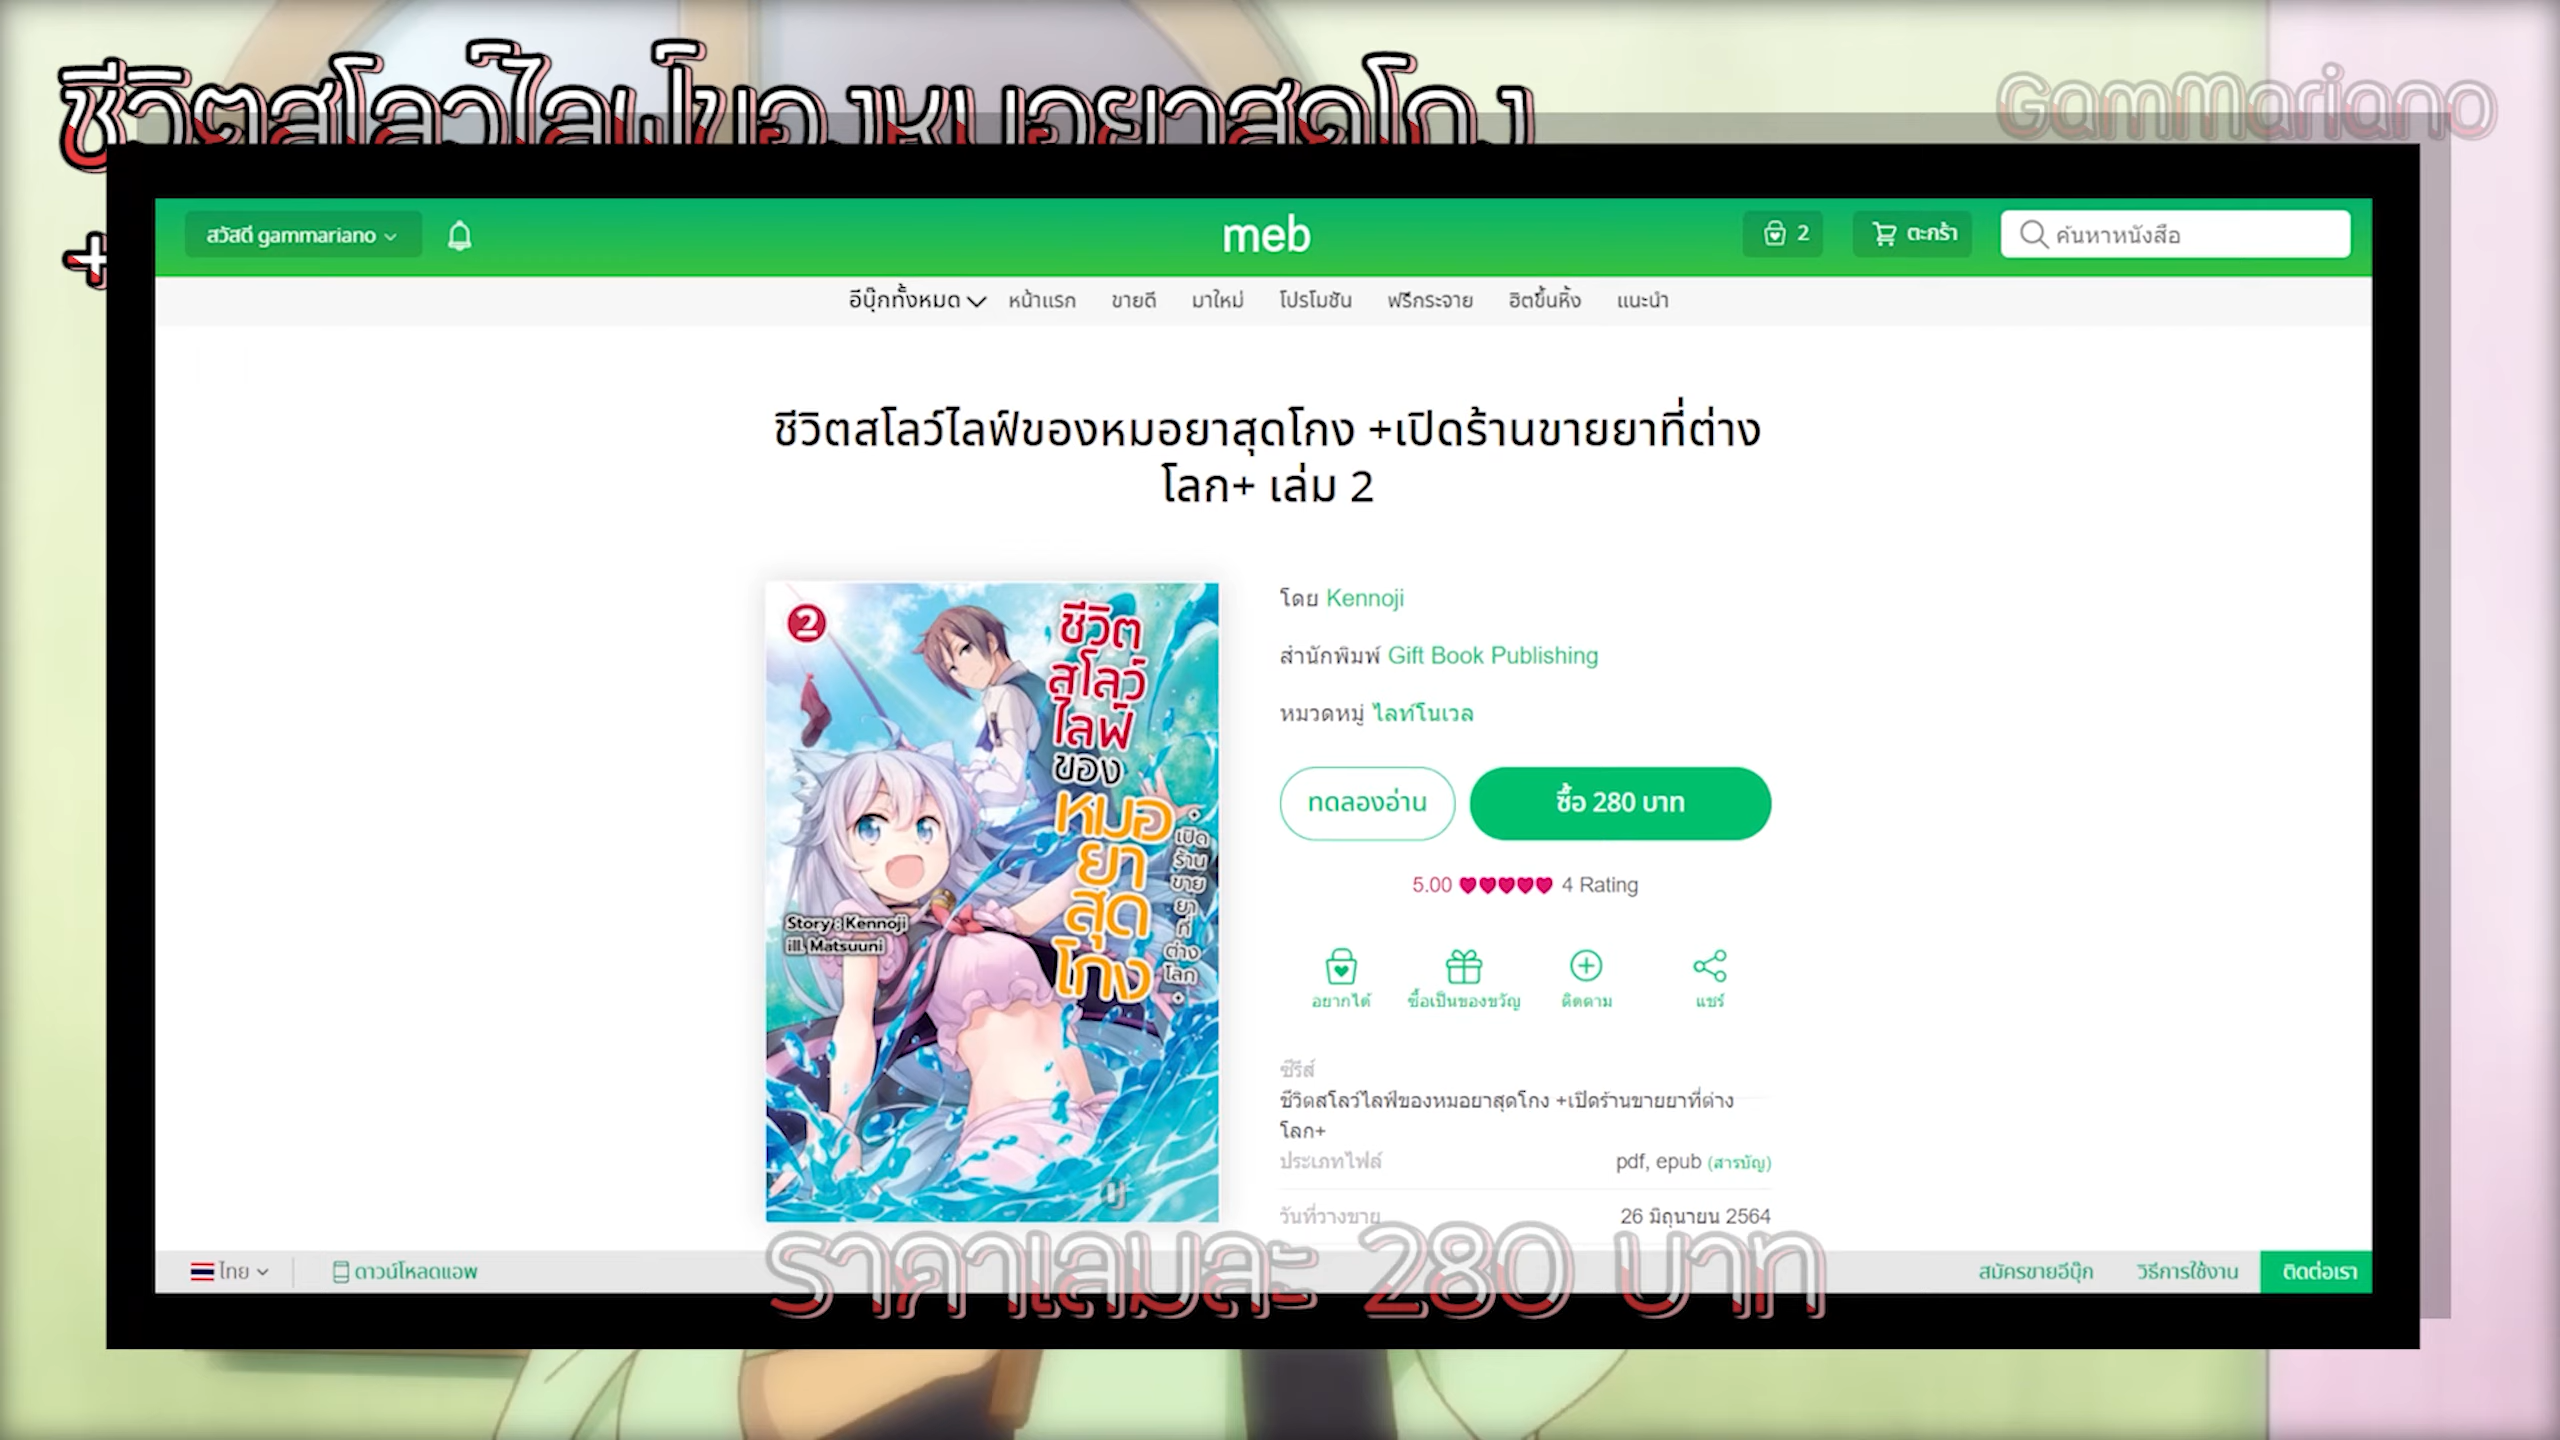 ชีวิตสโลว์ไลฟ์ของหมอยาสุดโกง
+
GamMariano
สวัสดี gammariano
meb
2
ตะกร้า
ค้นหาหนังสือ
อีบุ๊กทั้งหมด
หน้าแรก
ขายดี
มาใหม่
โปรโมชัน
ฟรีกระจาย
ฮิตขึ้นหิ้ง
แนะนำ
ชีวิตสโลว์ไลฟ์ของหมอยาสุดโกง +เปิดร้านขายยาที่ต่าง
โลก+ เล่ม 2
2
ชีวิต
สโลว์
ไลฟ์
ของ
หมอ
ยา
สุด
โกง
เปิด
ร้าน
ขาย
ยา
ที่
ต่าง
โลก
Story : Kennoji
ill. Matsuuni
โดย Kennoji
สำนักพิมพ์ Gift Book Publishing
หมวดหมู่ ไลท์โนเวล
ทดลองอ่าน
ซื้อ 280 บาท
5.00
4 Rating
อยากได้
ซื้อเป็นของขวัญ
ติดตาม
แชร์
ซีรีส์
ชีวิตสโลว์ไลฟ์ของหมอยาสุดโกง +เปิดร้านขายยาที่ต่าง
โลก+
ประเภทไฟล์
pdf, epub (สารบัญ)
วันที่วางขาย
26 มิถุนายน 2564
ราคาเล่มละ 280 บาท
ไทย
ดาวน์โหลดแอพ
สมัครขายอีบุ๊ก
วิธีการใช้งาน
ติดต่อเรา